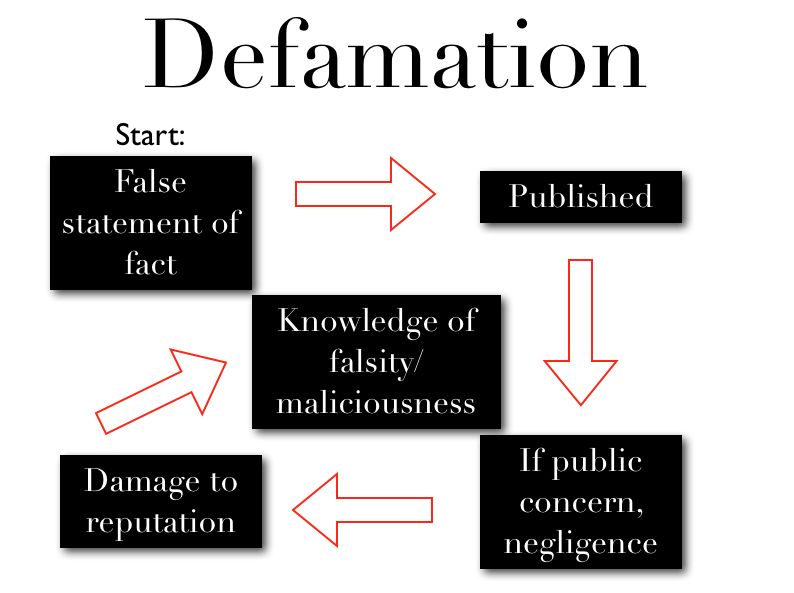 Defamation
Start:
False
statement of
fact
Published
If public
concern,
negligence
Damage to
reputation
Knowledge of
falsity/
maliciousness